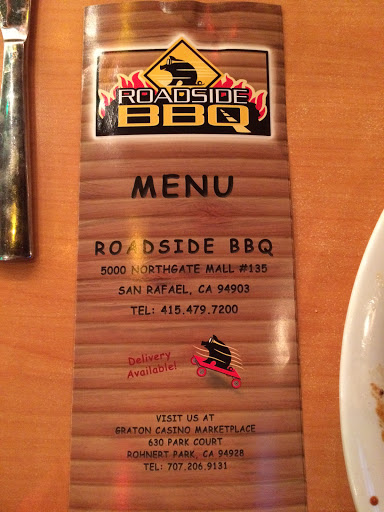 ROADSIDE
BBQ
MENU
ROADSIDE BBQ
5000 NORTHGATE MALL #135
SAN RAFAEL, CA 94903
TEL: 415.479.7200
Delivery
Available!
VISIT US AT
GRATON CASINO MARKETPLACE
630 PARK COURT
ROHNERT PARK, CA 94928
TEL: 707.206.9131